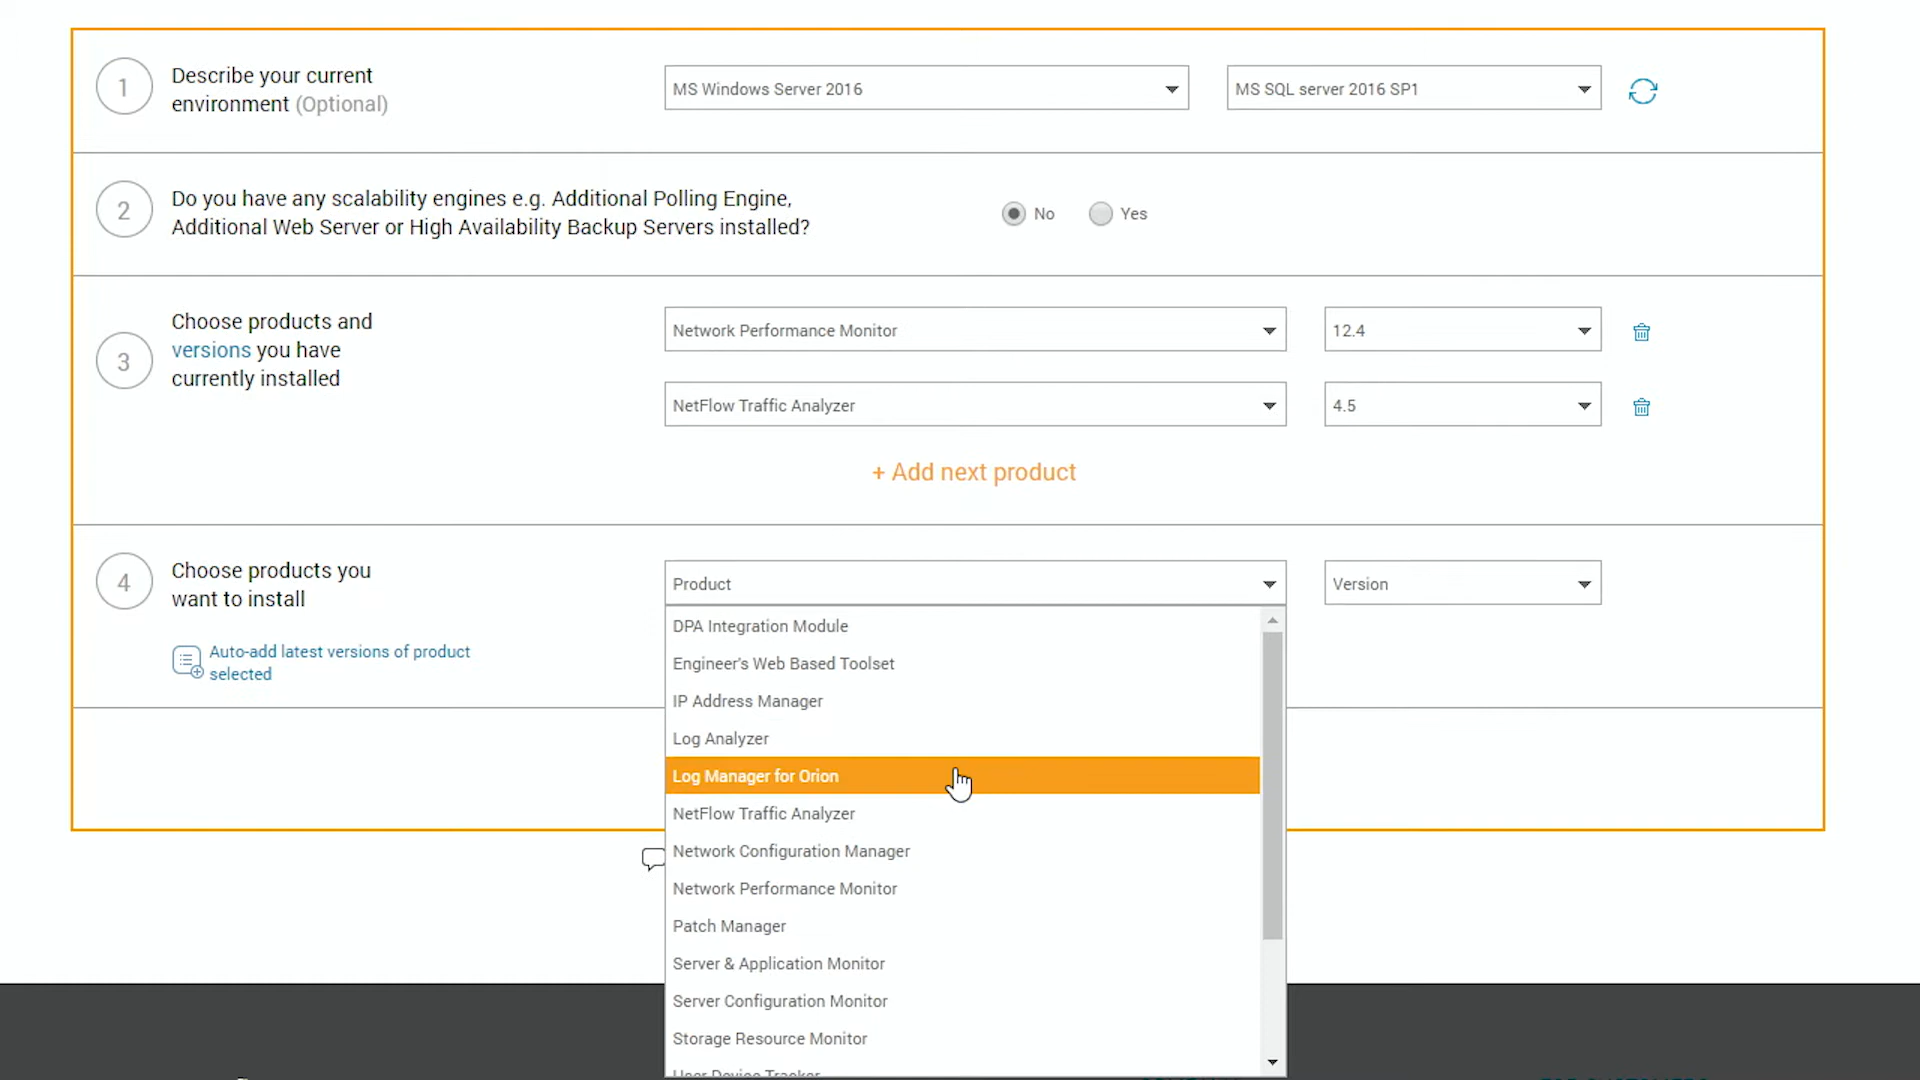 1
Describe your current
environment (Optional)
MS Windows Server 2016
MS SQL server 2016 SP1
2
Do you have any scalability engines e.g. Additional Polling Engine,
Additional Web Server or High Availability Backup Servers installed?
No
Yes
3
Choose products and
versions you have
currently installed
Network Performance Monitor
12.4
NetFlow Traffic Analyzer
4.5
+ Add next product
4
Choose products you
want to install
Auto-add latest versions of product
selected
Product
Version
DPA Integration Module
Engineer's Web Based Toolset
IP Address Manager
Log Analyzer
Log Manager for Orion
NetFlow Traffic Analyzer
Network Configuration Manager
Network Performance Monitor
Patch Manager
Server & Application Monitor
Server Configuration Monitor
Storage Resource Monitor
User Device Tracker